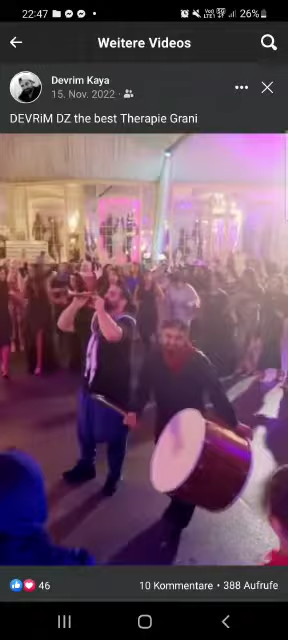 22:47
26%
Weitere Videos
Devrim Kaya
15. Nov. 2022 ·
DEVRiM DZ the best Therapie Grani
46
10 Kommentare • 388 Aufrufe